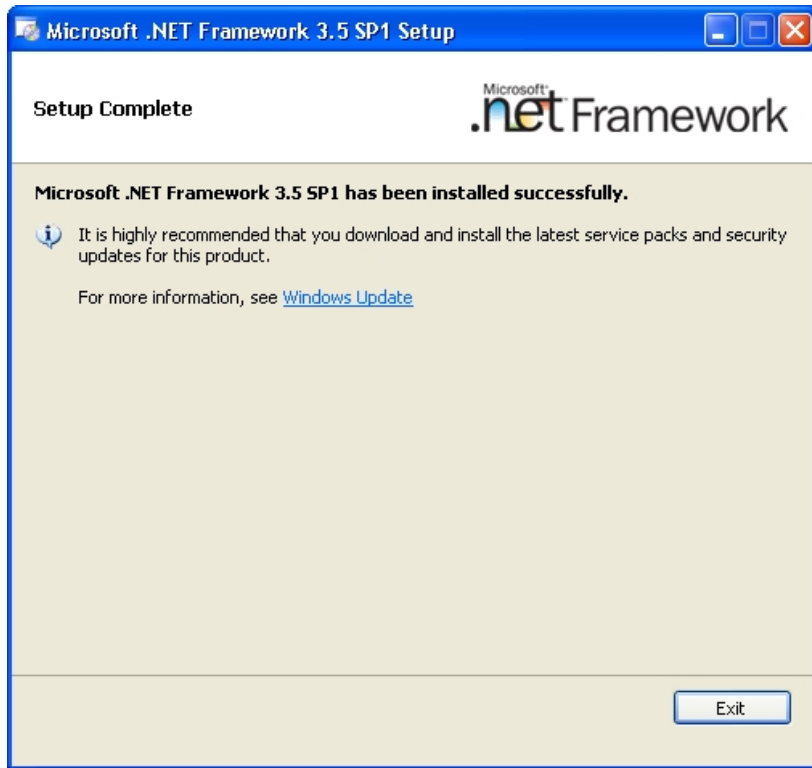 Microsoft .NET Framework 3.5 SP1 Setup
Setup Complete
Microsoft
.net Framework
Microsoft .NET Framework 3.5 SP1 has been installed successfully.
It is highly recommended that you download and install the latest service packs and security
updates for this product.
For more information, see Windows Update
Exit